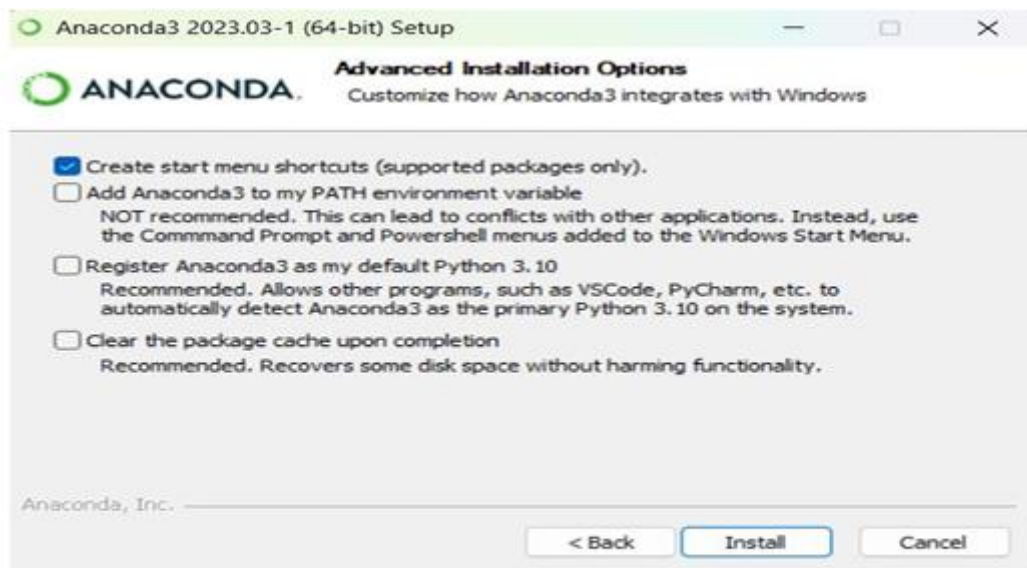 Anaconda3 2023.03-1 (64-bit) Setup
ANACONDA.
Advanced Installation Options
Customize how Anaconda3 integrates with Windows
Create start menu shortcuts (supported packages only).
Add Anaconda3 to my PATH environment variable
NOT recommended. This can lead to conflicts with other applications. Instead, use
the Commmand Prompt and Powershell menus added to the Windows Start Menu.
Register Anaconda3 as my default Python 3.10
Recommended. Allows other programs, such as VSCode, PyCharm, etc. to
automatically detect Anaconda3 as the primary Python 3.10 on the system.
Clear the package cache upon completion
Recommended. Recovers some disk space without harming functionality.
Anaconda, Inc.
< Back Install Cancel